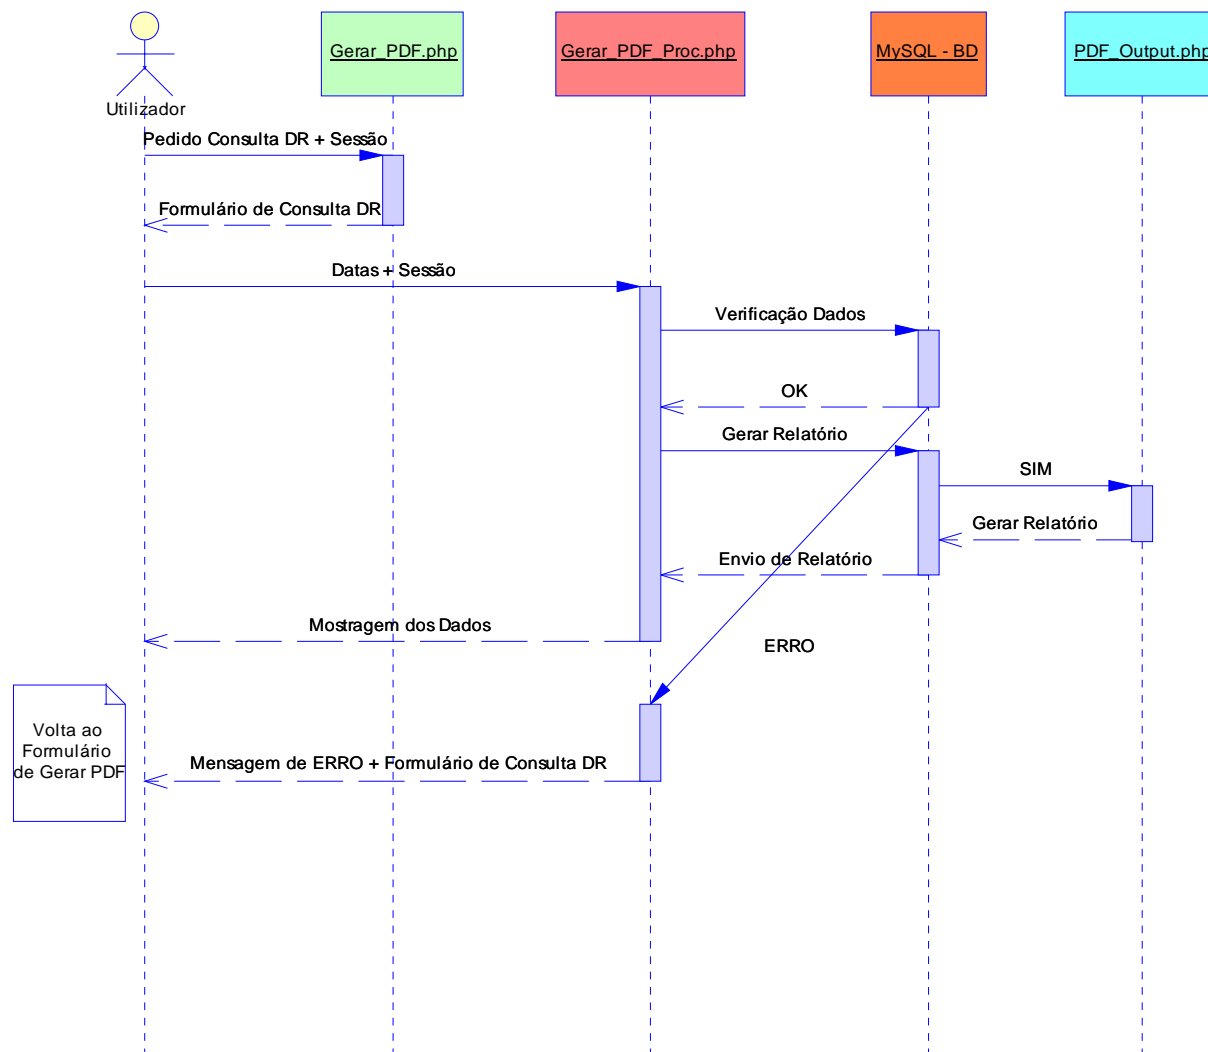 Gerar_PDF.php
Gerar_PDF_Proc.php
MySQL - BD
PDF_Output.php
Utilizador
Pedido Consulta DR + Sessão
Formulário de Consulta DR
Datas + Sessão
Verificação Dados
OK
Gerar Relatório
SIM
Gerar Relatório
Envio de Relatório
Mostragem dos Dados
ERRO
Volta ao
Formulário
de Gerar PDF
Mensagem de ERRO + Formulário de Consulta DR